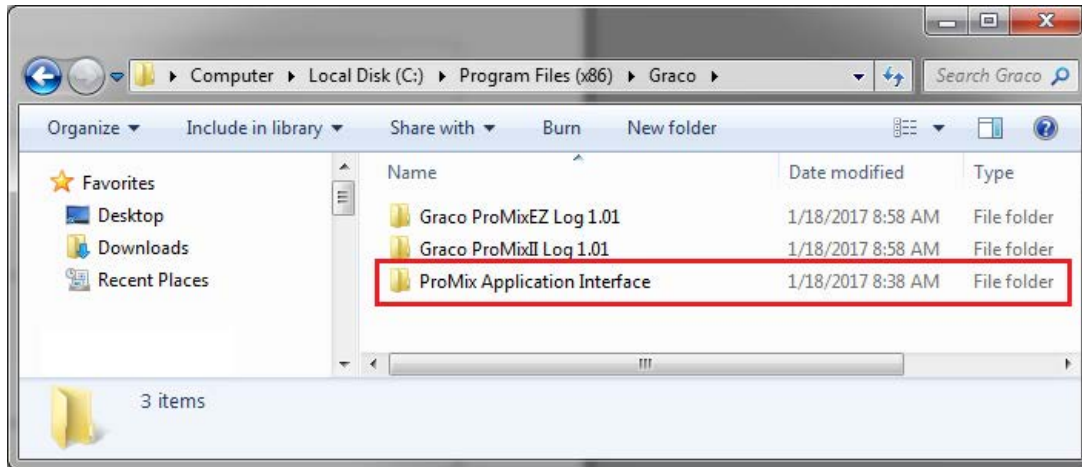 Computer Local Disk (C:) Program Files (x86) Graco Search Graco
Organize Include in library Share with Burn New folder
Favorites
Desktop
Downloads
Recent Places
Name Date modified Type
Graco ProMixEZ Log 1.01 1/18/2017 8:58 AM File folder
Graco ProMixII Log 1.01 1/18/2017 8:58 AM File folder
ProMix Application Interface 1/18/2017 8:38 AM File folder
3 items